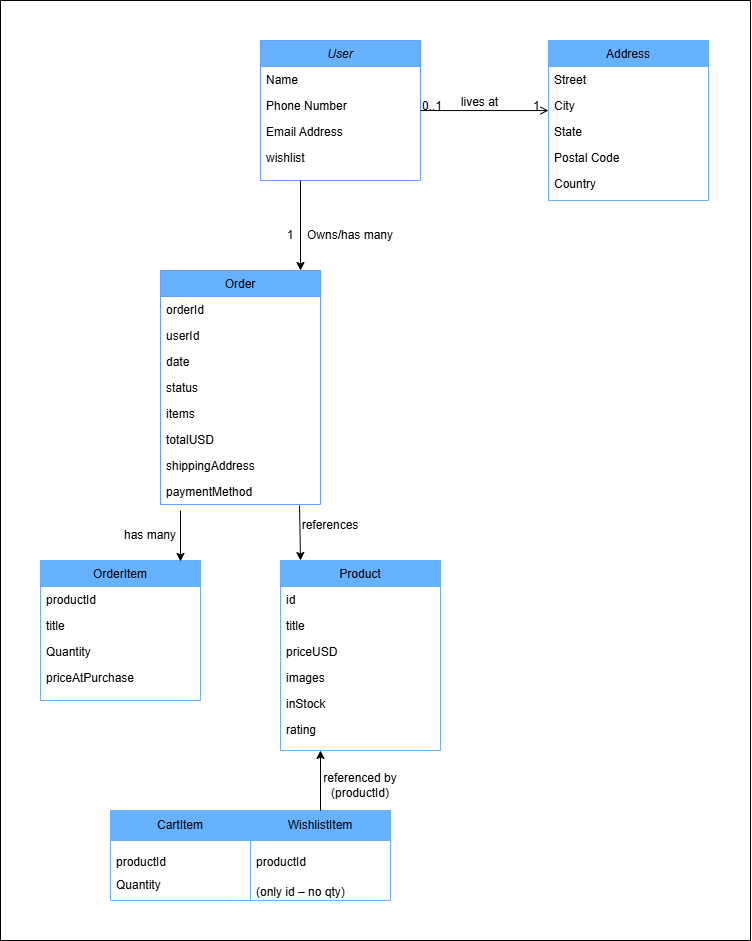 User
Name
Phone Number
Email Address
wishlist
0..1
lives at
1
Address
Street
City
State
Postal Code
Country
1
Owns/has many
Order
orderId
userId
date
status
items
totalUSD
shippingAddress
paymentMethod
has many
references
OrderItem
productId
title
Quantity
priceAtPurchase
Product
id
title
priceUSD
images
inStock
rating
referenced by
(productId)
CartItem
productId
Quantity
WishlistItem
productId
(only id – no qty)